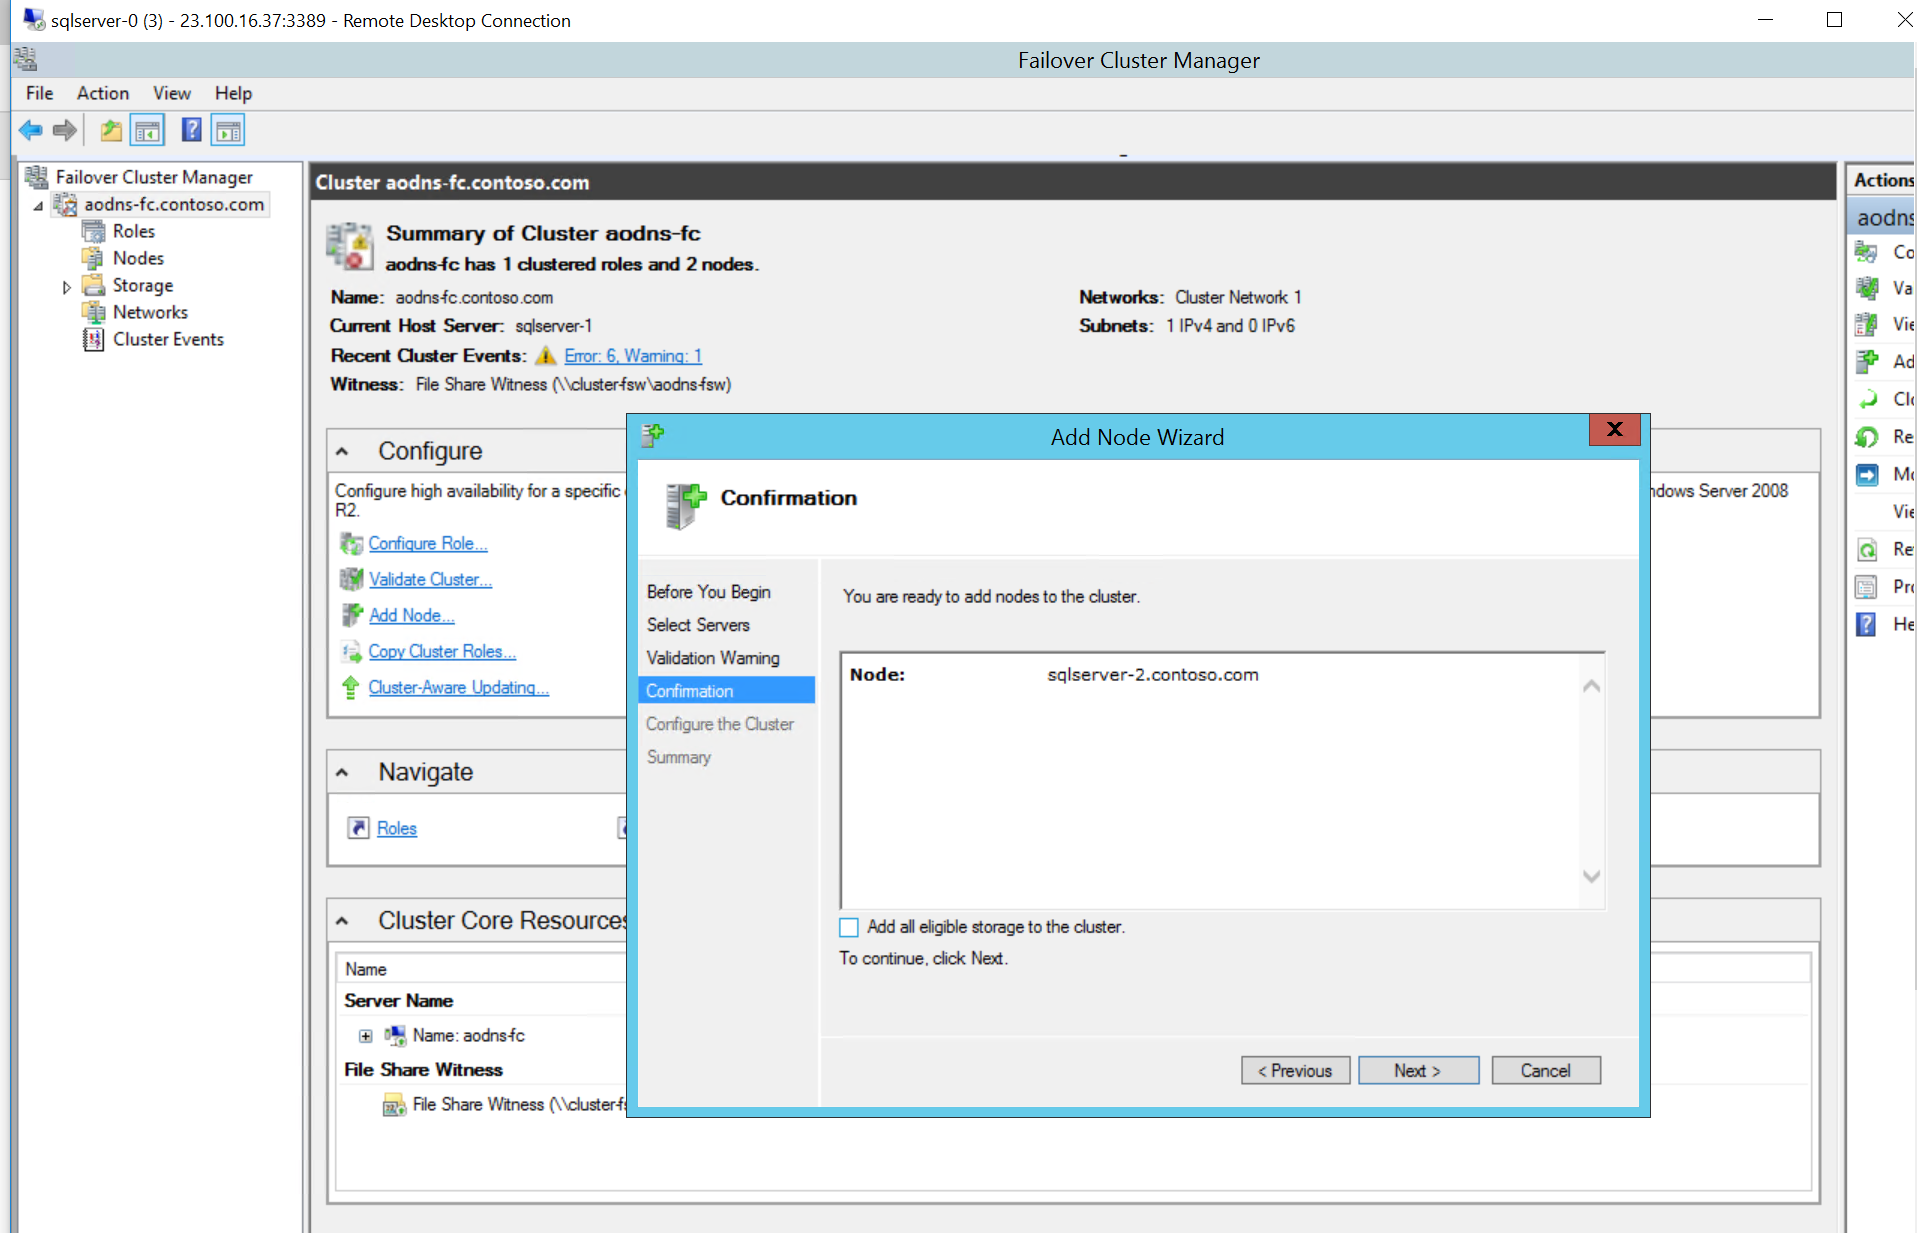 sqlserver-0 (3) - 23.100.16.37:3389 - Remote Desktop Connection
Failover Cluster Manager
File Action View Help
Failover Cluster Manager
aodns-fc.contoso.com
Roles
Nodes
Storage
Networks
Cluster Events
Cluster aodns-fc.contoso.com
Summary of Cluster aodns-fc
aodns-fc has 1 clustered roles and 2 nodes.
Name: aodns-fc.contoso.com
Networks: Cluster Network 1
Current Host Server: sqlserver-1
Subnets: 1 IPv4 and 0 IPv6
Recent Cluster Events: Error: 6, Warning: 1
Witness: File Share Witness (\\cluster-fsw\aodns-fsw)
Configure
Configure high availability for a specific
ndows Server 2008
R2.
Configure Role...
Validate Cluster...
Add Node...
Copy Cluster Roles...
Cluster-Aware Updating...
Navigate
Roles
Cluster Core Resources
Name
Server Name
Name: aodns-fc
File Share Witness
File Share Witness (\\cluster-fs
Add Node Wizard
X
Confirmation
Before You Begin
Select Servers
Validation Warning
Confirmation
Configure the Cluster
Summary
You are ready to add nodes to the cluster.
Node: sqlserver-2.contoso.com
Add all eligible storage to the cluster.
To continue, click Next.
< Previous
Next >
Cancel
Actions
aodns
Co
Va
Vie
Ad
Clo
Re
Mo
Vie
Re
Pro
He